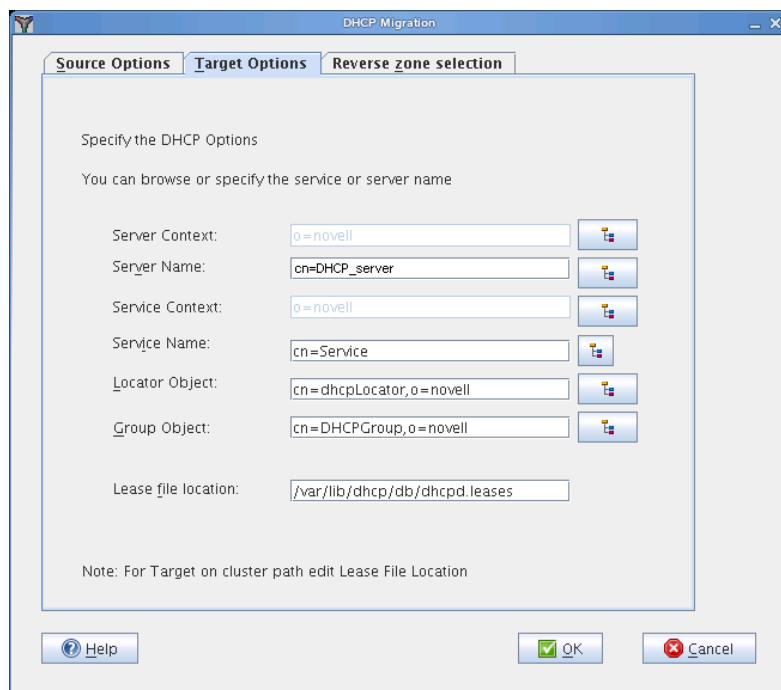 DHCP Migration
Source Options Target Options Reverse zone selection
Specify the DHCP Options
You can browse or specify the service or server name
Server Context: o=novell
Server Name: cn=DHCP_server
Service Context: o=novell
Service Name: cn=Service
Locator Object: cn=dhcpLocator,o=novell
Group Object: cn=DHCPGroup,o=novell
Lease file location: /var/lib/dhcp/db/dhcpd.leases
Note: For Target on cluster path edit Lease File Location
Help OK Cancel